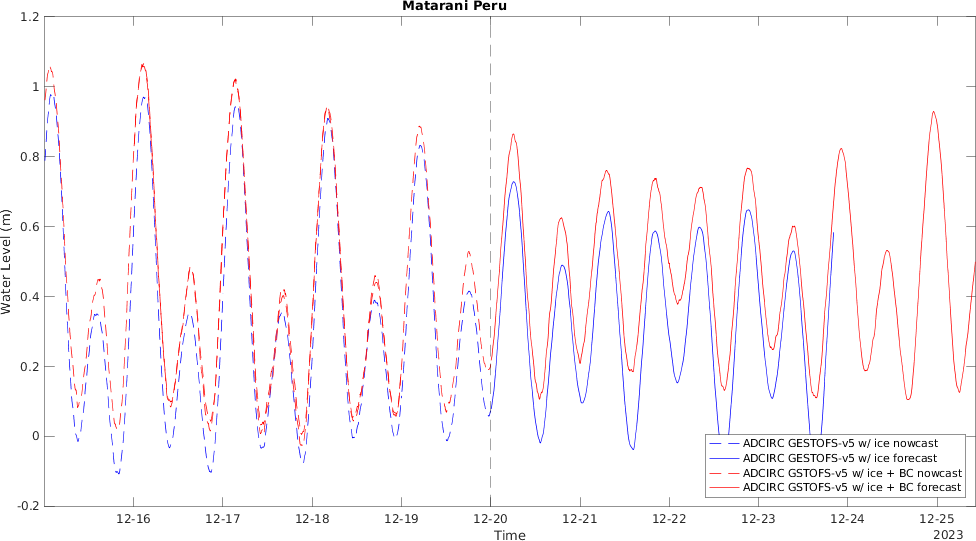 Matarani Peru
1.2
1
0.8
0.6
0.4
0.2
0
-0.2
Water Level (m)
12-16
12-17
12-18
12-19
12-20
12-21
12-22
12-23
12-24
12-25
Time
2023
ADCIRC GESTOFS-v5 w/ ice nowcast
ADCIRC GESTOFS-v5 w/ ice forecast
ADCIRC GSTOFS-v5 w/ ice + BC nowcast
ADCIRC GSTOFS-v5 w/ ice + BC forecast